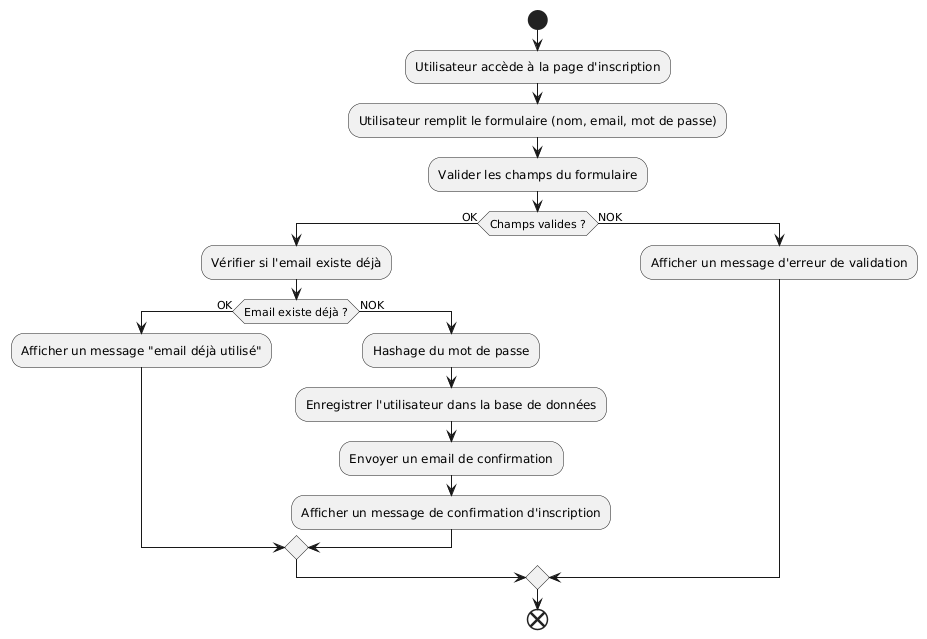 Utilisateur accède à la page d'inscription
Utilisateur remplit le formulaire (nom, email, mot de passe)
Valider les champs du formulaire
OK
Champs valides ?
NOK
Vérifier si l'email existe déjà
Afficher un message d'erreur de validation
OK
Email existe déjà ?
NOK
Afficher un message "email déjà utilisé"
Hashage du mot de passe
Enregistrer l'utilisateur dans la base de données
Envoyer un email de confirmation
Afficher un message de confirmation d'inscription